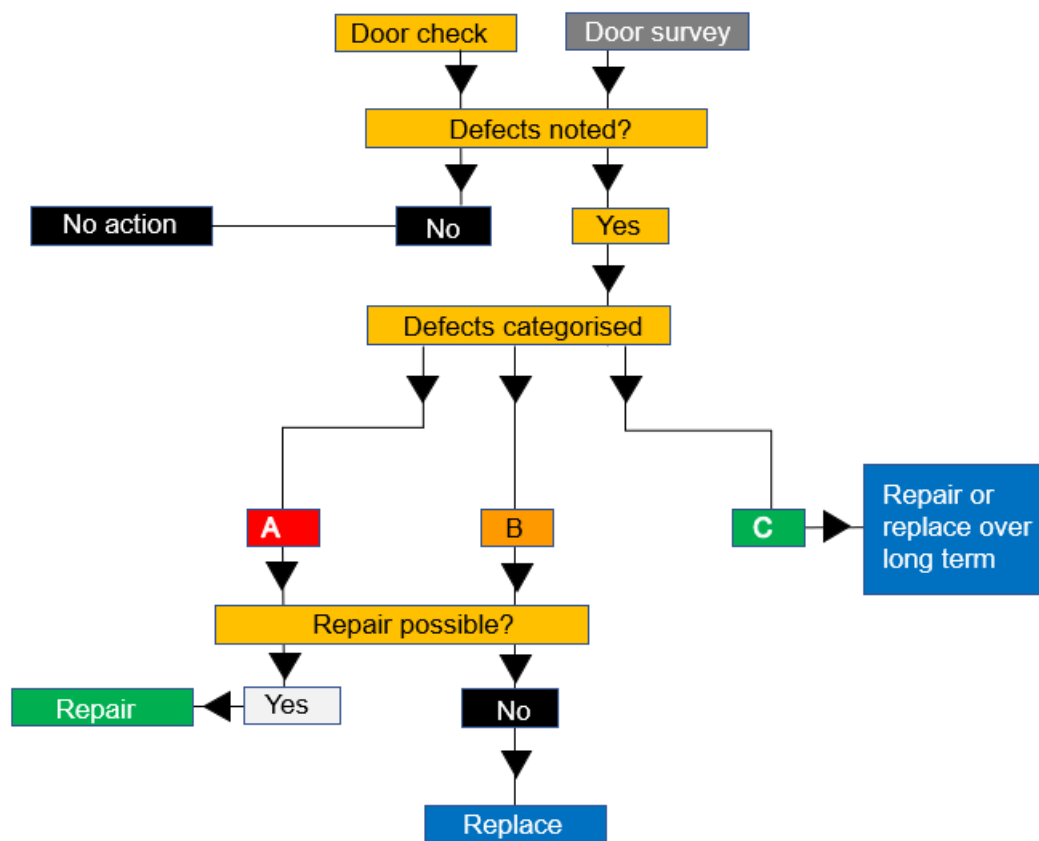 Door check
Door survey
Defects noted?
No action
No
Yes
Defects categorised
A
B
C
Repair or
replace over
long term
Repair possible?
Repair
Yes
No
Replace